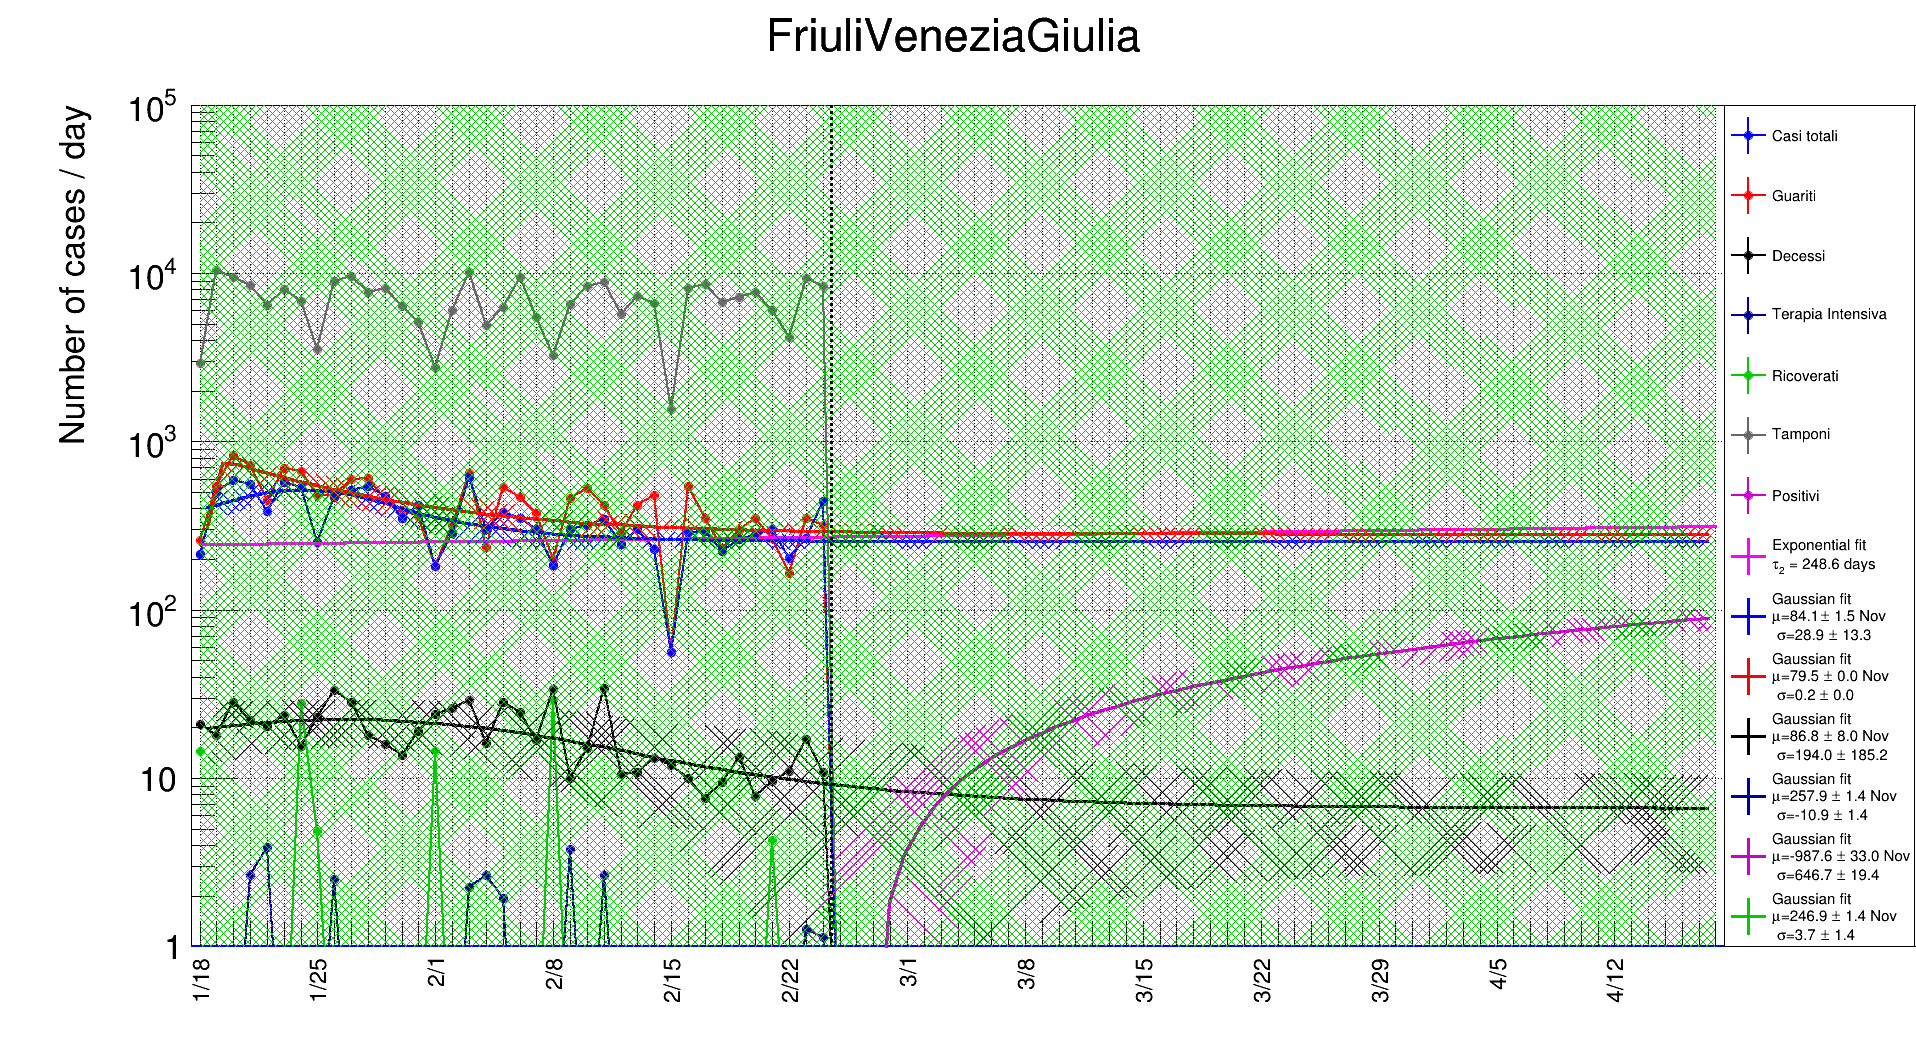 FriuliVeneziaGiulia
Number of cases / day
10^5
10^4
10^3
10^2
10
1
1/18
1/25
2/1
2/8
2/15
2/22
3/1
3/8
3/15
3/22
3/29
4/5
4/12
Casi totali
Guariti
Decessi
Terapia Intensiva
Ricoverati
Tamponi
Positivi
Exponential fit
τ_2 = 248.6 days
Gaussian fit
μ=84.1± 1.5 Nov
σ=28.9 ± 13.3
Gaussian fit
μ=79.5 ± 0.0 Nov
σ=0.2 ± 0.0
Gaussian fit
μ=86.8 ± 8.0 Nov
σ=194.0 ± 185.2
Gaussian fit
μ=257.9 ± 1.4 Nov
σ=-10.9 ± 1.4
Gaussian fit
μ=-987.6 ± 33.0 Nov
σ=646.7 ± 19.4
Gaussian fit
μ=246.9 ± 1.4 Nov
σ=3.7 ± 1.4